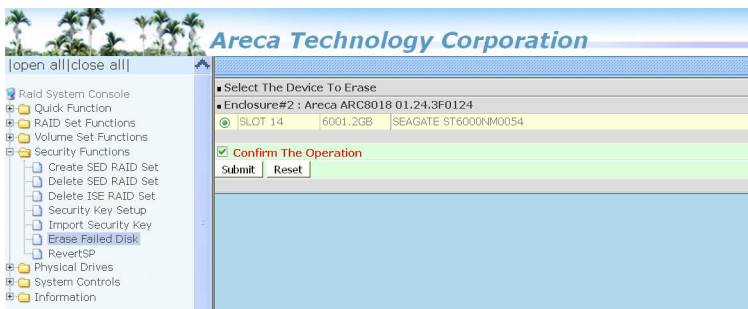 Areca Technology Corporation
|open all|close all|
Raid System Console
Quick Function
RAID Set Functions
Volume Set Functions
Security Functions
Create SED RAID Set
Delete SED RAID Set
Delete ISE RAID Set
Security Key Setup
Import Security Key
Erase Failed Disk
RevertSP
Physical Drives
System Controls
Information
Select The Device To Erase
Enclosure#2 : Areca ARC8018 01.24.3F0124
SLOT 14 6001.2GB SEAGATE ST6000NM0054
Confirm The Operation
Submit Reset